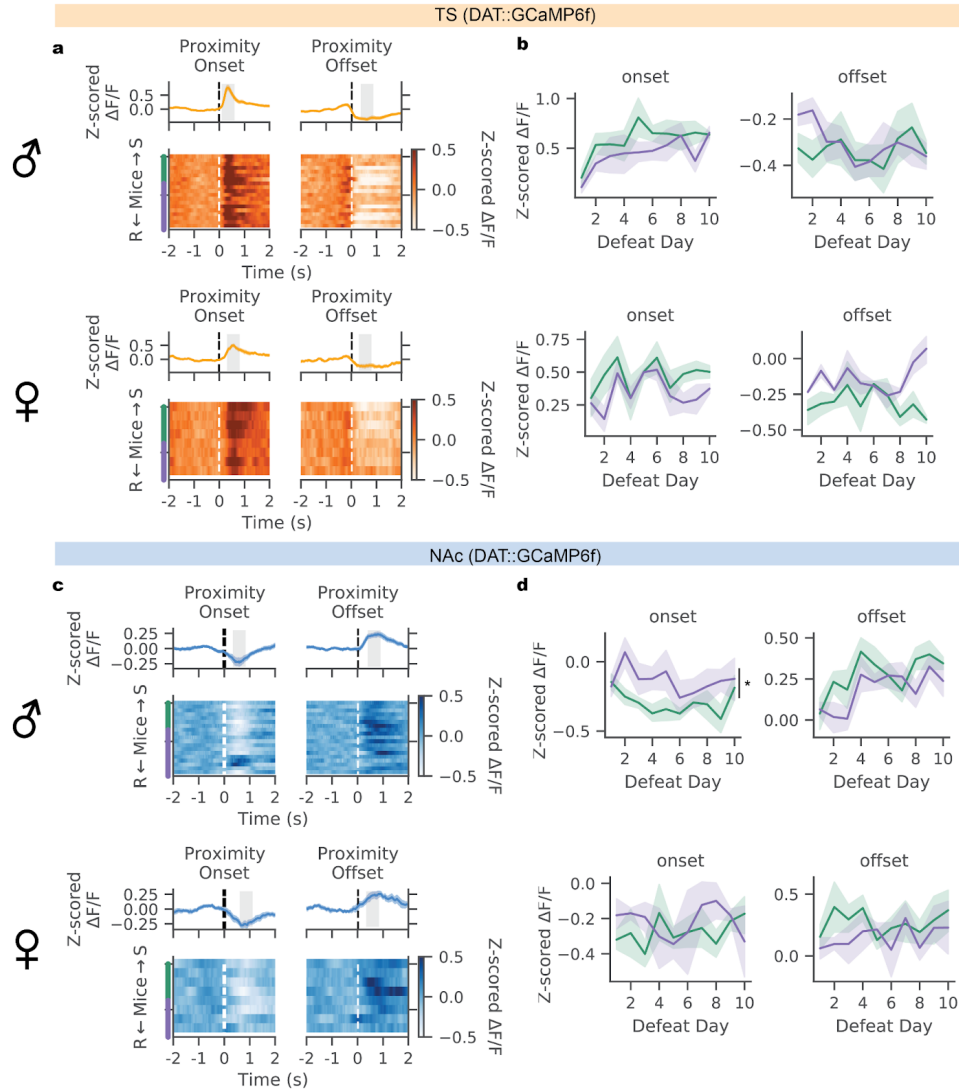 TS (DAT::GCaMP6f)
a
b
Proximity
Onset
Proximity
Offset
Z-scored
ΔF/F
0.5
0.0
♂
R ← Mice → S
-2 -1 0 1 2
-2 -1 0 1 2
Time (s)
0.5
0.0
−0.5
Z-scored ΔF/F
onset
Z-scored ΔF/F
1.0
0.5
2 4 6 8 10
Defeat Day
offset
−0.2
−0.4
2 4 6 8 10
Defeat Day
Proximity
Onset
Proximity
Offset
Z-scored
ΔF/F
0.5
0.0
♀
R ← Mice → S
-2 -1 0 1 2
-2 -1 0 1 2
Time (s)
0.5
0.0
−0.5
Z-scored ΔF/F
onset
Z-scored ΔF/F
0.75
0.50
0.25
2 4 6 8 10
Defeat Day
offset
0.00
−0.25
−0.50
2 4 6 8 10
Defeat Day
NAc (DAT::GCaMP6f)
c
d
Proximity
Onset
Proximity
Offset
Z-scored
ΔF/F
0.25
0.00
−0.25
♂
R ← Mice → S
-2 -1 0 1 2
-2 -1 0 1 2
Time (s)
0.5
0.0
−0.5
Z-scored ΔF/F
onset
Z-scored ΔF/F
0.0
−0.5
*
2 4 6 8 10
offset
0.50
0.25
0.00
2 4 6 8 10
Defeat Day
Proximity
Onset
Proximity
Offset
Z-scored
ΔF/F
0.25
0.00
−0.25
♀
R ← Mice → S
-2 -1 0 1 2
-2 -1 0 1 2
Time (s)
0.5
0.0
−0.5
Z-scored ΔF/F
onset
Z-scored ΔF/F
0.0
−0.2
−0.4
2 4 6 8 10
Defeat Day
offset
0.5
0.0
2 4 6 8 10
Defeat Day